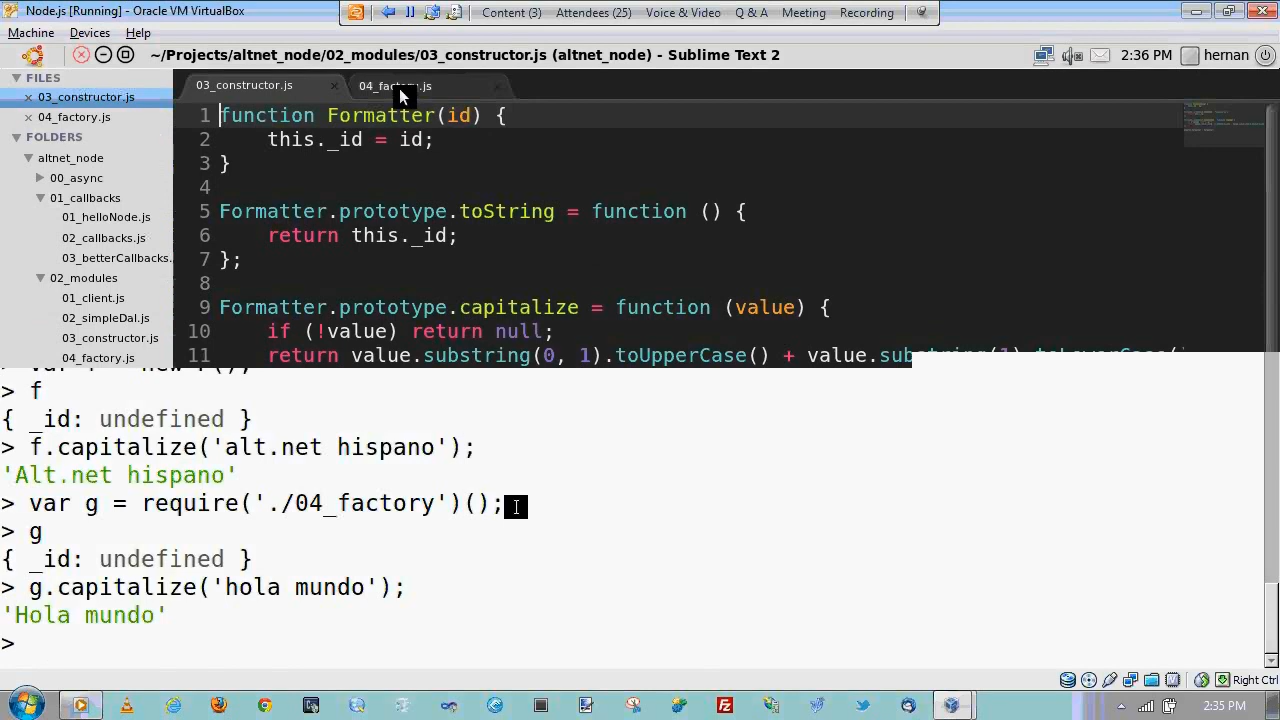 Node.js [Running] - Oracle VM VirtualBox
Content (3) Attendees (25) Voice & Video Q & A Meeting Recording
Machine Devices Help
~/Projects/altnet_node/02_modules/03_constructor.js (altnet_node) - Sublime Text 2
2:36 PM hernan
FILES
03_constructor.js
04_factory.js
FOLDERS
altnet_node
00_async
01_callbacks
01_helloNode.js
02_callbacks.js
03_betterCallbacks.
02_modules
01_client.js
02_simpleDal.js
03_constructor.js
04_factory.js
03_constructor.js 04_factory.js
1 function Formatter(id) {
2 this._id = id;
3 }
4
5 Formatter.prototype.toString = function () {
6 return this._id;
7 };
8
9 Formatter.prototype.capitalize = function (value) {
10 if (!value) return null;
11 return value.substring(0, 1).toUpperCase() + value.substring(1).toLowerCase(
> f
{ _id: undefined }
> f.capitalize('alt.net hispano');
'Alt.net hispano'
> var g = require('./04_factory')();
> g
{ _id: undefined }
> g.capitalize('hola mundo');
'Hola mundo'
>
Right Ctrl
2:35 PM